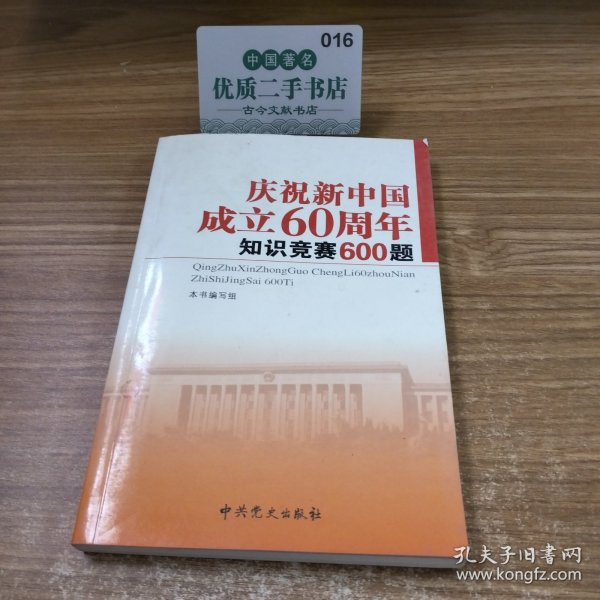 016
中国著名
优质二手书店
古今文献书店
庆祝新中国
成立60周年
知识竞赛600题
QingZhuXinZhongGuo ChengLi60zhouNian
ZhiShiJingSai 600Ti
本书编写组
中共党史出版社
孔夫子旧书网
www.kongfz.com